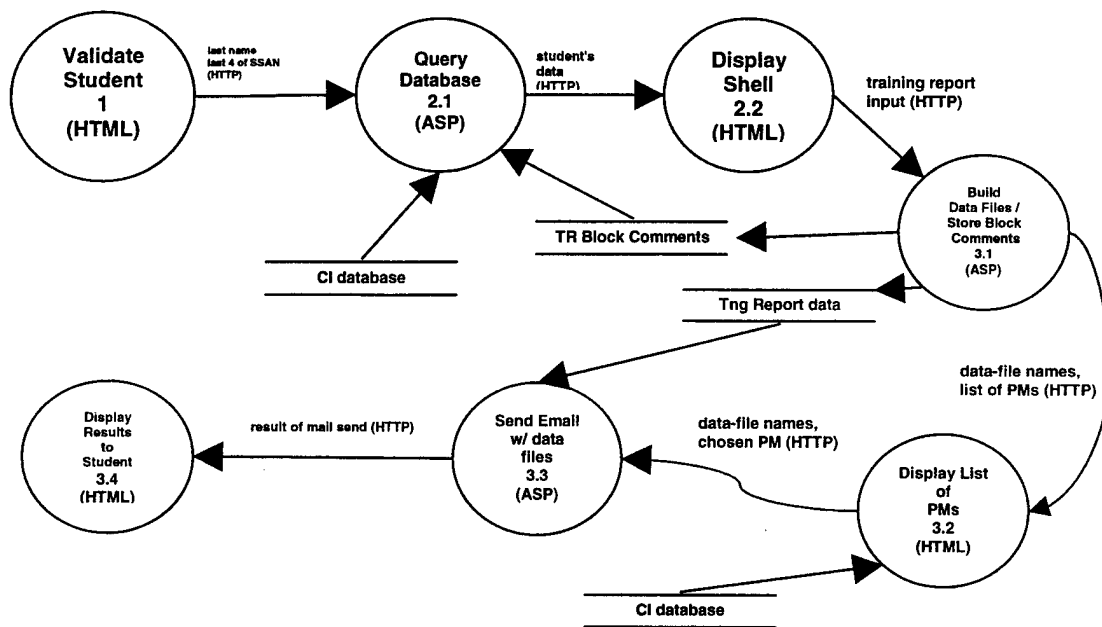 Validate
Student
1
(HTML)
last name
last 4 of SSAN
(HTTP)
Query
Database
2.1
(ASP)
student's
data
(HTTP)
Display
Shell
2.2
(HTML)
training report
input (HTTP)
Build
Data Files /
Store Block
Comments
3.1
(ASP)
TR Block Comments
CI database
Tng Report data
data-file names,
list of PMs (HTTP)
Display
Results
to
Student
3.4
(HTML)
result of mail send (HTTP)
Send Email
w/ data
files
3.3
(ASP)
data-file names,
chosen PM (HTTP)
Display List
of
PMs
3.2
(HTML)
CI database